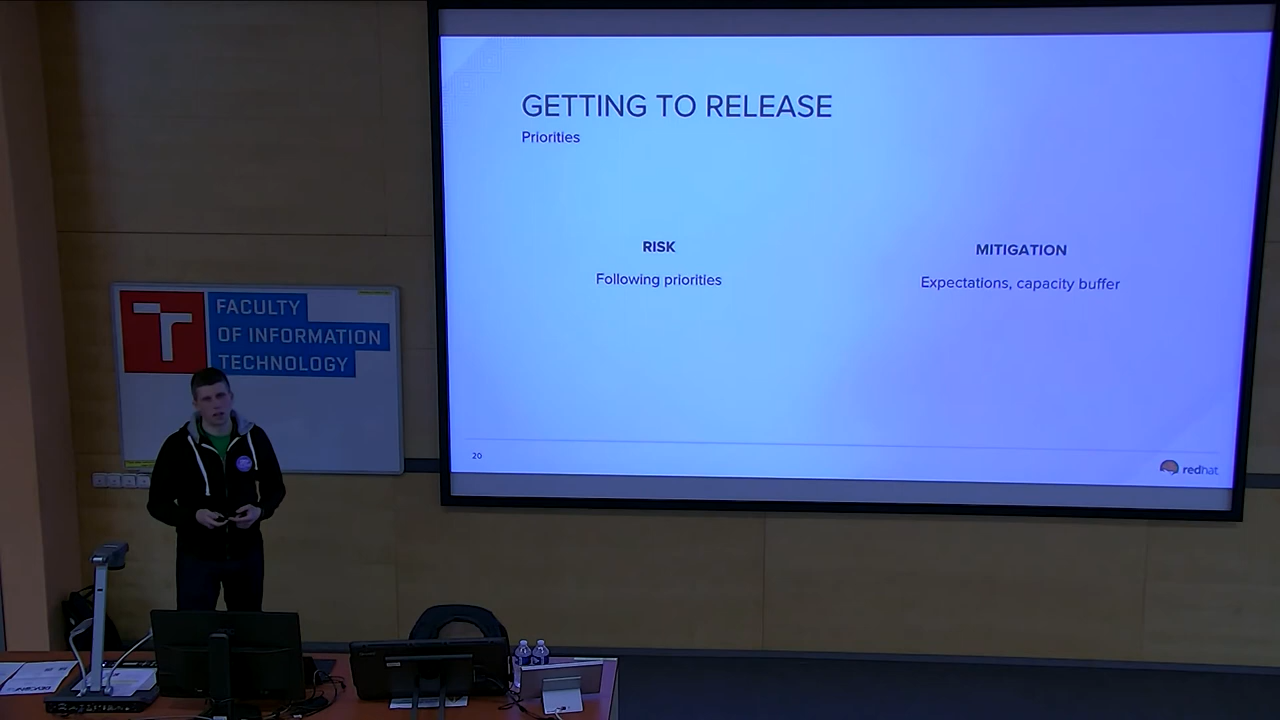 GETTING TO RELEASE
Priorities
RISK
MITIGATION
Following priorities
Expectations, capacity buffer
20
redhat
FACULTY
OF INFORMATION
TECHNOLOGY